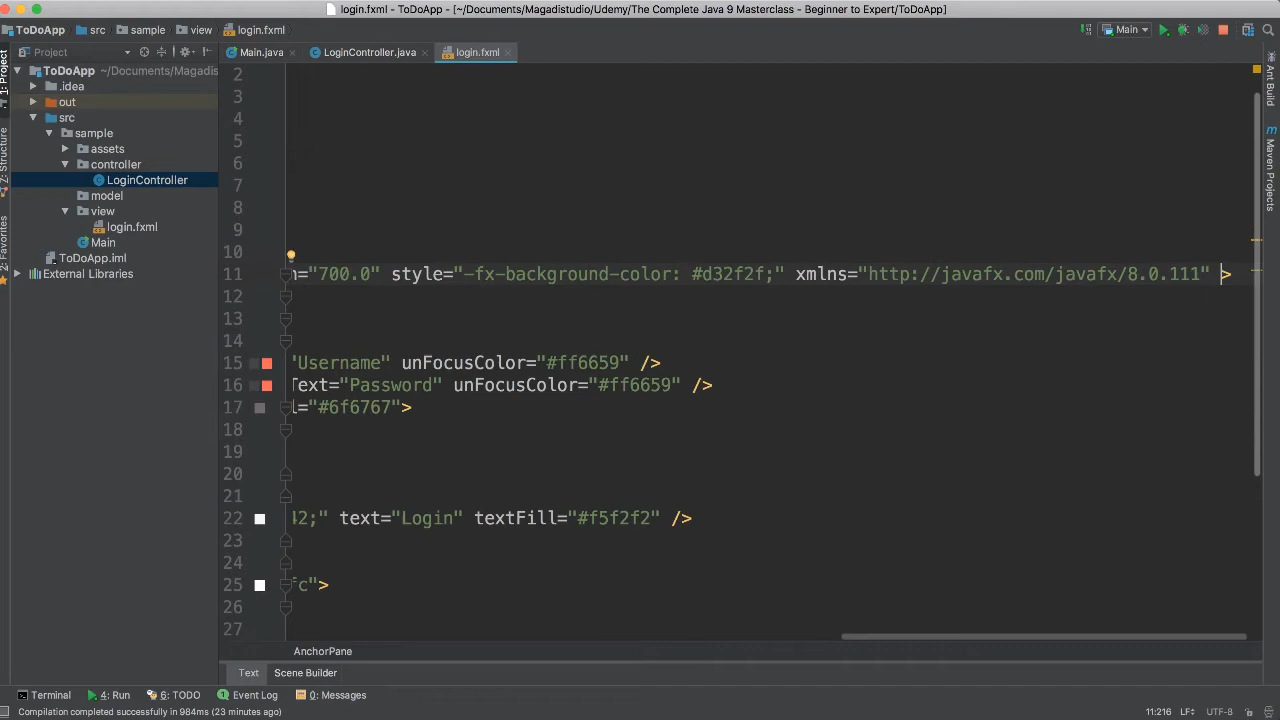 login.fxml - ToDoApp - [~/Documents/Magadistudio/Udemy/The Complete Java 9 Masterclass - Beginner to Expert/ToDoApp]
ToDoApp src sample view login.fxml Main
Project Main.java LoginController.java login.fxml
ToDoApp ~/Documents/Magadis
.idea
out
src
sample
assets
controller
LoginController
model
view
login.fxml
Main
ToDoApp.iml
External Libraries
1: Project
Z: Structure
2: Favorites
2
3
4
5
6
7
8
9
10
11 ="700.0" style="-fx-background-color: #d32f2f;" xmlns="http://javafx.com/javafx/8.0.111" >
12
13
14
15 "Username" unFocusColor="#ff6659" />
16 Text="Password" unFocusColor="#ff6659" />
17 l="#6f6767">
18
19
20
21
22 42;" text="Login" textFill="#f5f2f2" />
23
24
25 fc">
26
27
Ant Build
Maven Projects
AnchorPane
Text Scene Builder
Terminal 4: Run 6: TODO Event Log 0: Messages
Compilation completed successfully in 984ms (23 minutes ago) 11:216 LF UTF-8